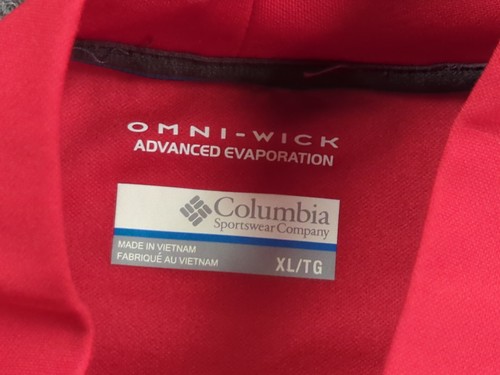 OMNI-WICK
ADVANCED EVAPORATION
Columbia
Sportswear Company
MADE IN VIETNAM
FABRIQUÉ AU VIETNAM
XL/TG